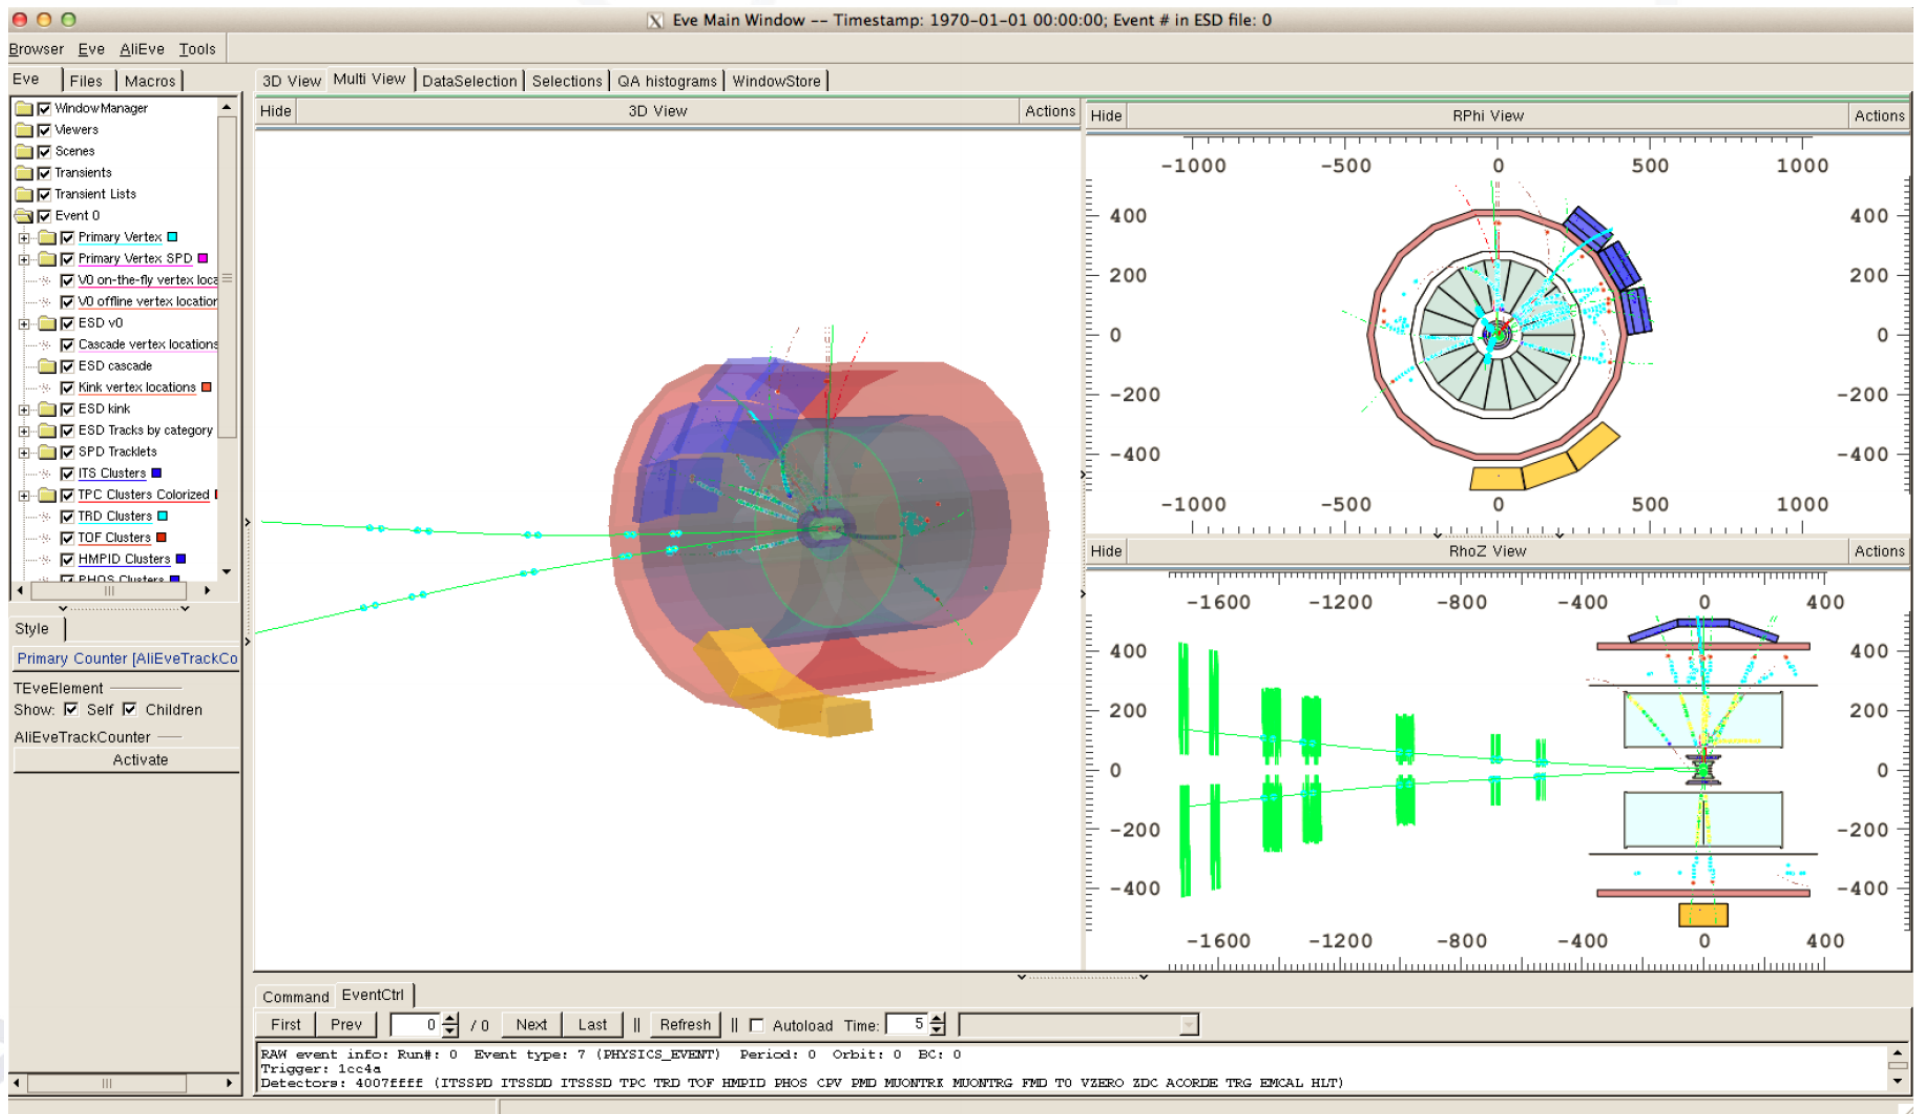 Eve Main Window -- Timestamp: 1970-01-01 00:00:00; Event # in ESD file: 0
Browser Eve AliEve Tools
Eve Files Macros
3D View Multi View DataSelection Selections QA histograms WindowStore
WindowManager
Viewers
Scenes
Transients
Transient Lists
Event 0
Primary Vertex
Primary Vertex SPD
V0 on-the-fly vertex loca
V0 offline vertex location
ESD v0
Cascade vertex locations
ESD cascade
Kink vertex locations
ESD kink
ESD Tracks by category
SPD Tracklets
ITS Clusters
TPC Clusters Colorized
TRD Clusters
TOF Clusters
HMPID Clusters
PHOS Clusters
Style
Primary Counter [AliEveTrackCo
TEveElement
Show: Self Children
AliEveTrackCounter
Activate
Hide 3D View Actions
Hide RPhi View Actions
-1000 -500 0 500 1000
400 400
200 200
0 0
-200 -200
-400 -400
-1000 -500 0 500 1000
Hide RhoZ View Actions
-1600 -1200 -800 -400 0 400
400 400
200 200
0 0
-200 -200
-400 -400
-1600 -1200 -800 -400 0 400
Command EventCtrl
First Prev 0 / 0 Next Last || Refresh || Autoload Time: 5
RAW event info: Run#: 0 Event type: 7 (PHYSICS_EVENT) Period: 0 Orbit: 0 BC: 0
Trigger: 1cc4a
Detectors: 4007ffff (ITSSPD ITSSDD ITSSSD TPC TRD TOF HMPID PHOS CPV PMD MUONTRK MUONTRG FMD T0 VZERO ZDC ACORDE TRG EMCAL HLT)